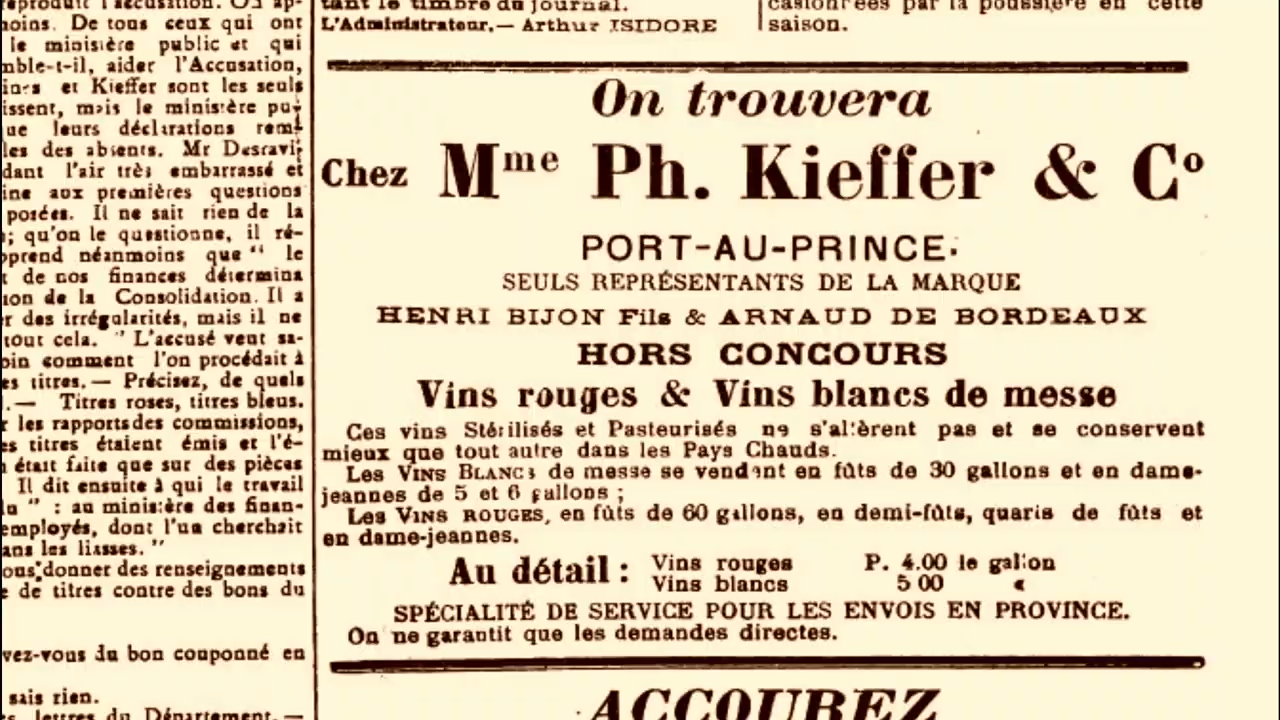 eproduit l'accusation. On ap-
moins. De tous ceux qui ont
le ministère public et qui
mble-t-il, aider l'Accusation,
et Kieffer sont les seuls
issent, mais le ministère pu-
ue leurs déclarations rem-
les des absents. Mr
dant l'air très embarrassé et
ine aux premières questions
posées. Il ne sait rien de la
; qu'on le questionne, il ré-
pprend néanmoins que “ le
t de nos finances détermina
ion de la Consolidation. Il a
r des irrégularités, mais il ne
tout cela. ” L'accusé veut sa-
oin comment l'on procédait à
es titres.— Précisez, de quels
.— Titres roses, titres bleus.
r les rapports des commissions,
es titres étaient émis et l'é-
n était faite que sur des pièces
Il dit ensuite à qui le travail
lu ” : au ministère des finan-
employés, dont l'un cherchait
ans les liasses. ”
ons donner des renseignements
e de titres contre des bons du
vez-vous du bon couponné en
sais rien.
lettres du Département.—
tant le timbre du journal.
L'Administrateur.— Arthur ISIDORE
casionnées par la poussière en cette
saison.
On trouvera
Chez Mme Ph. Kieffer & Co
PORT-AU-PRINCE.
SEULS REPRÉSENTANTS DE LA MARQUE
HENRI BIJON Fils & ARNAUD DE BORDEAUX
HORS CONCOURS
Vins rouges & Vins blancs de messe
Ces vins Stérilisés et Pasteurisés ne s'altèrent pas et se conservent
mieux que tout autre dans les Pays Chauds.
Les VINS BLANCS de messe se vendent en fûts de 30 gallons et en dame-
jeannes de 5 et 6 gallons ;
Les VINS ROUGES, en fûts de 60 gallons, en demi-fûts, quarts de fûts et
en dame-jeannes.
Au détail : Vins rouges P. 4.00 le gallon
Vins blancs 5 00 «
SPÉCIALITÉ DE SERVICE POUR LES ENVOIS EN PROVINCE.
On ne garantit que les demandes directes.
ACCOUREZ